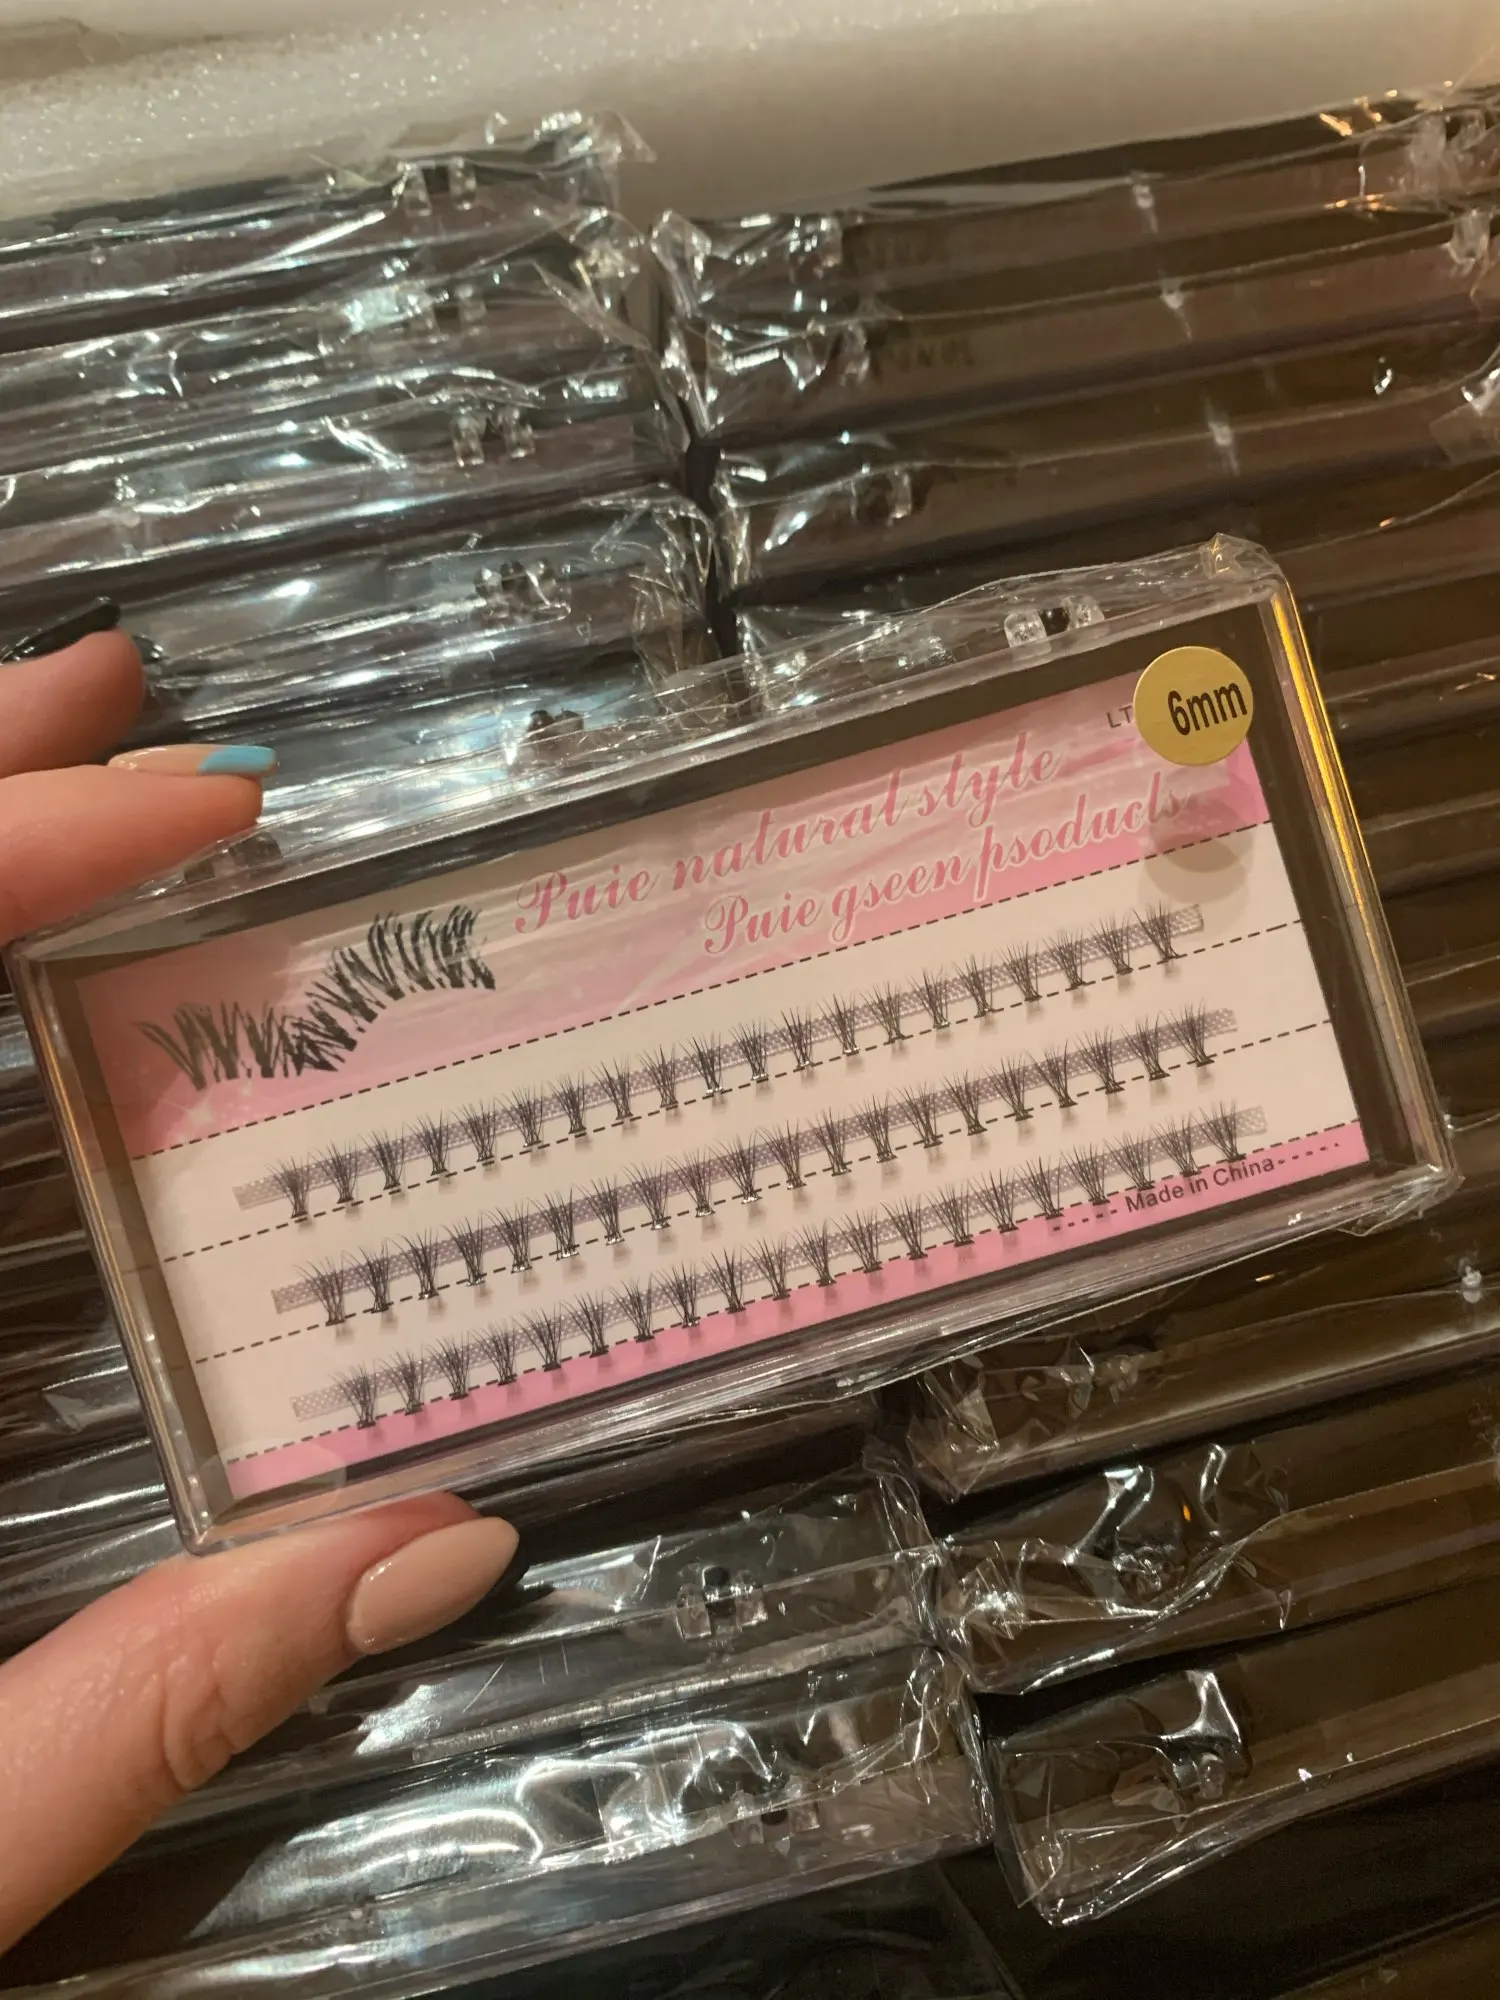 LT
6mm
Puie natural style
Puie gseen psoducls
Made in China